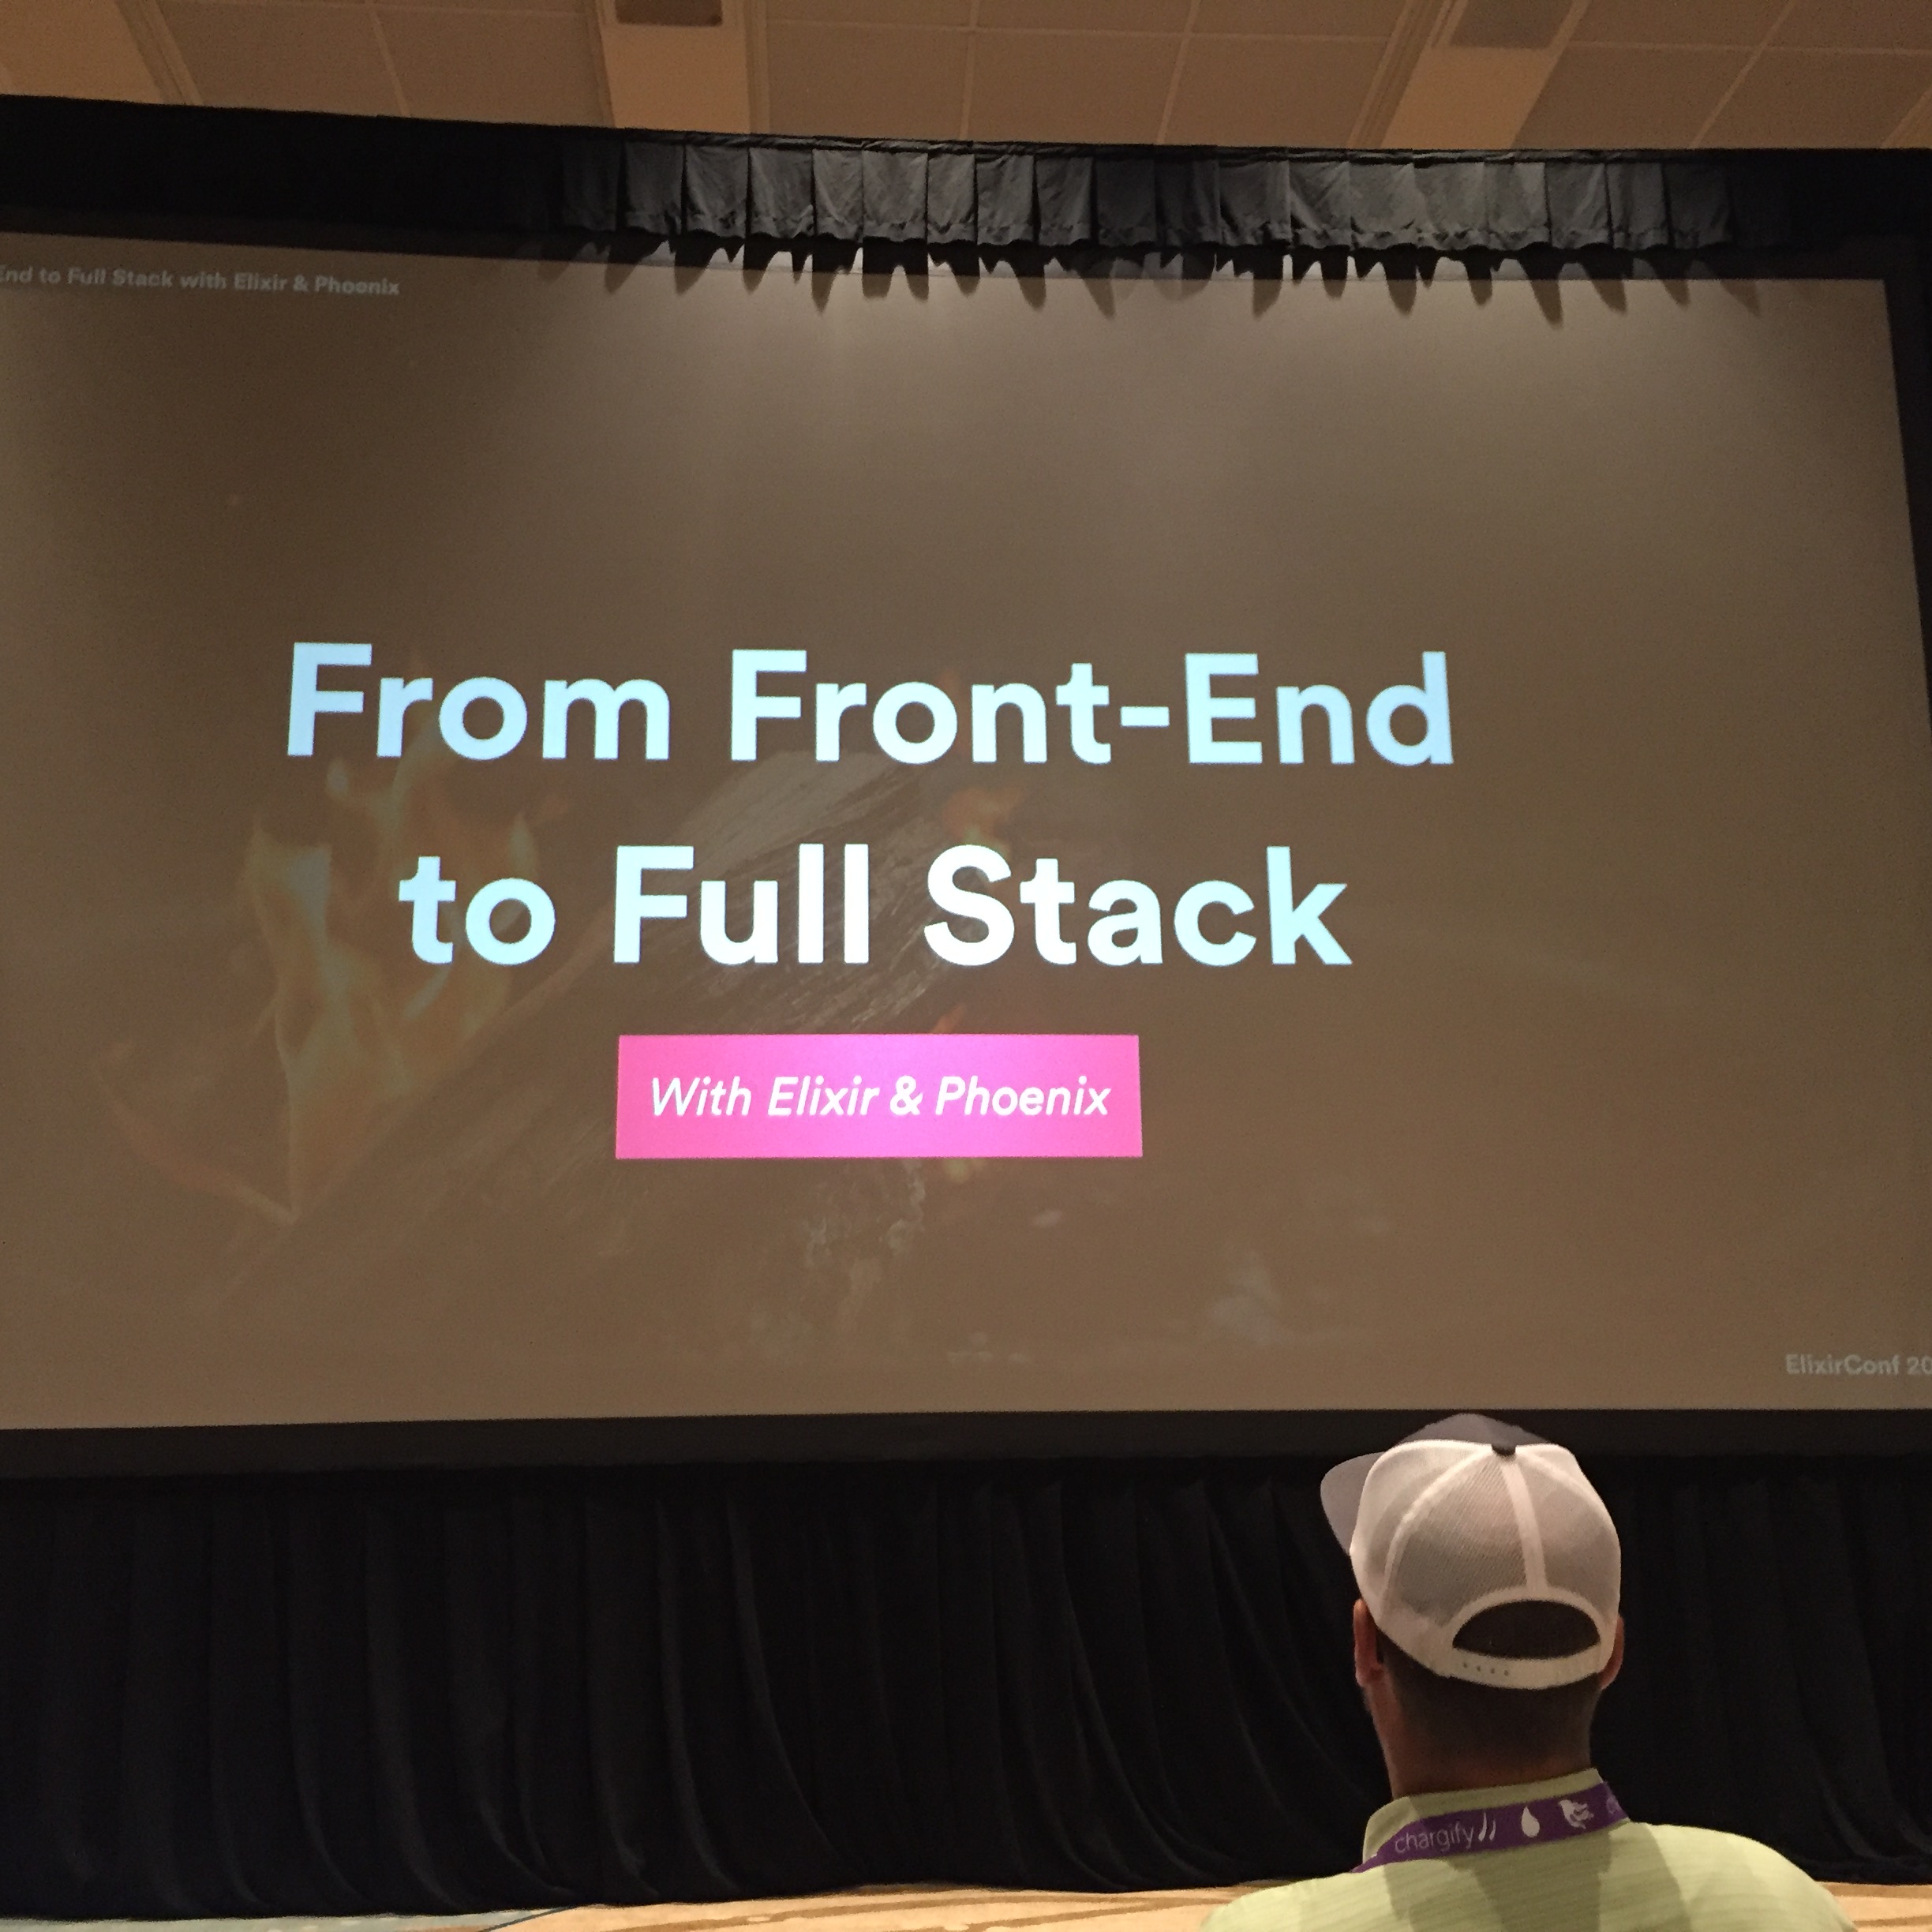 End to Full Stack with Elixir & Phoenix
From Front-End
to Full Stack
With Elixir & Phoenix
ElixirConf 20
chargify